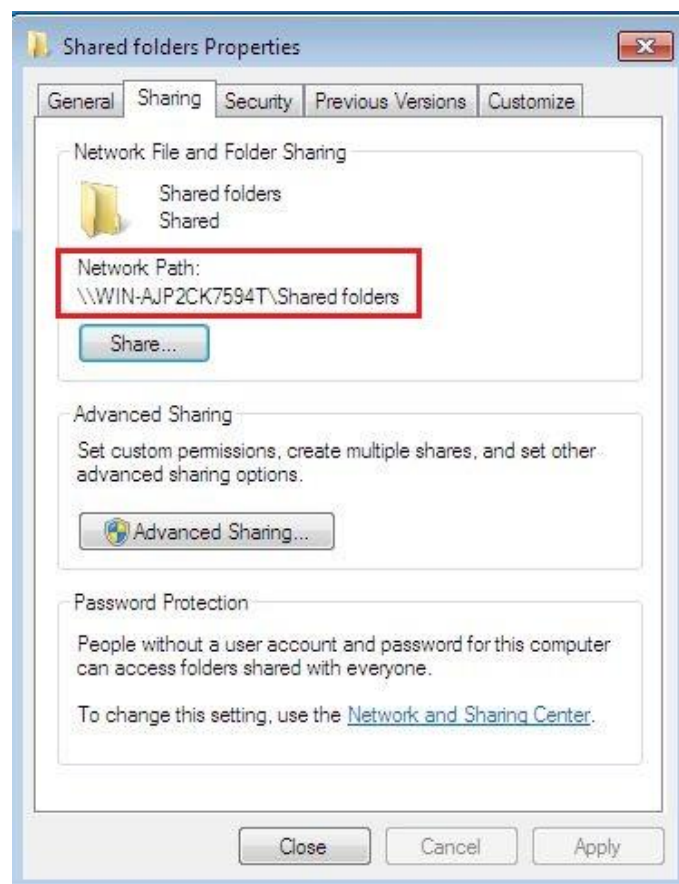 Shared folders Properties
General Sharing Security Previous Versions Customize
Network File and Folder Sharing
Shared folders
Shared
Network Path:
\\WIN-AJP2CK7594T\Shared folders
Share...
Advanced Sharing
Set custom permissions, create multiple shares, and set other
advanced sharing options.
Advanced Sharing...
Password Protection
People without a user account and password for this computer
can access folders shared with everyone.
To change this setting, use the Network and Sharing Center.
Close Cancel Apply